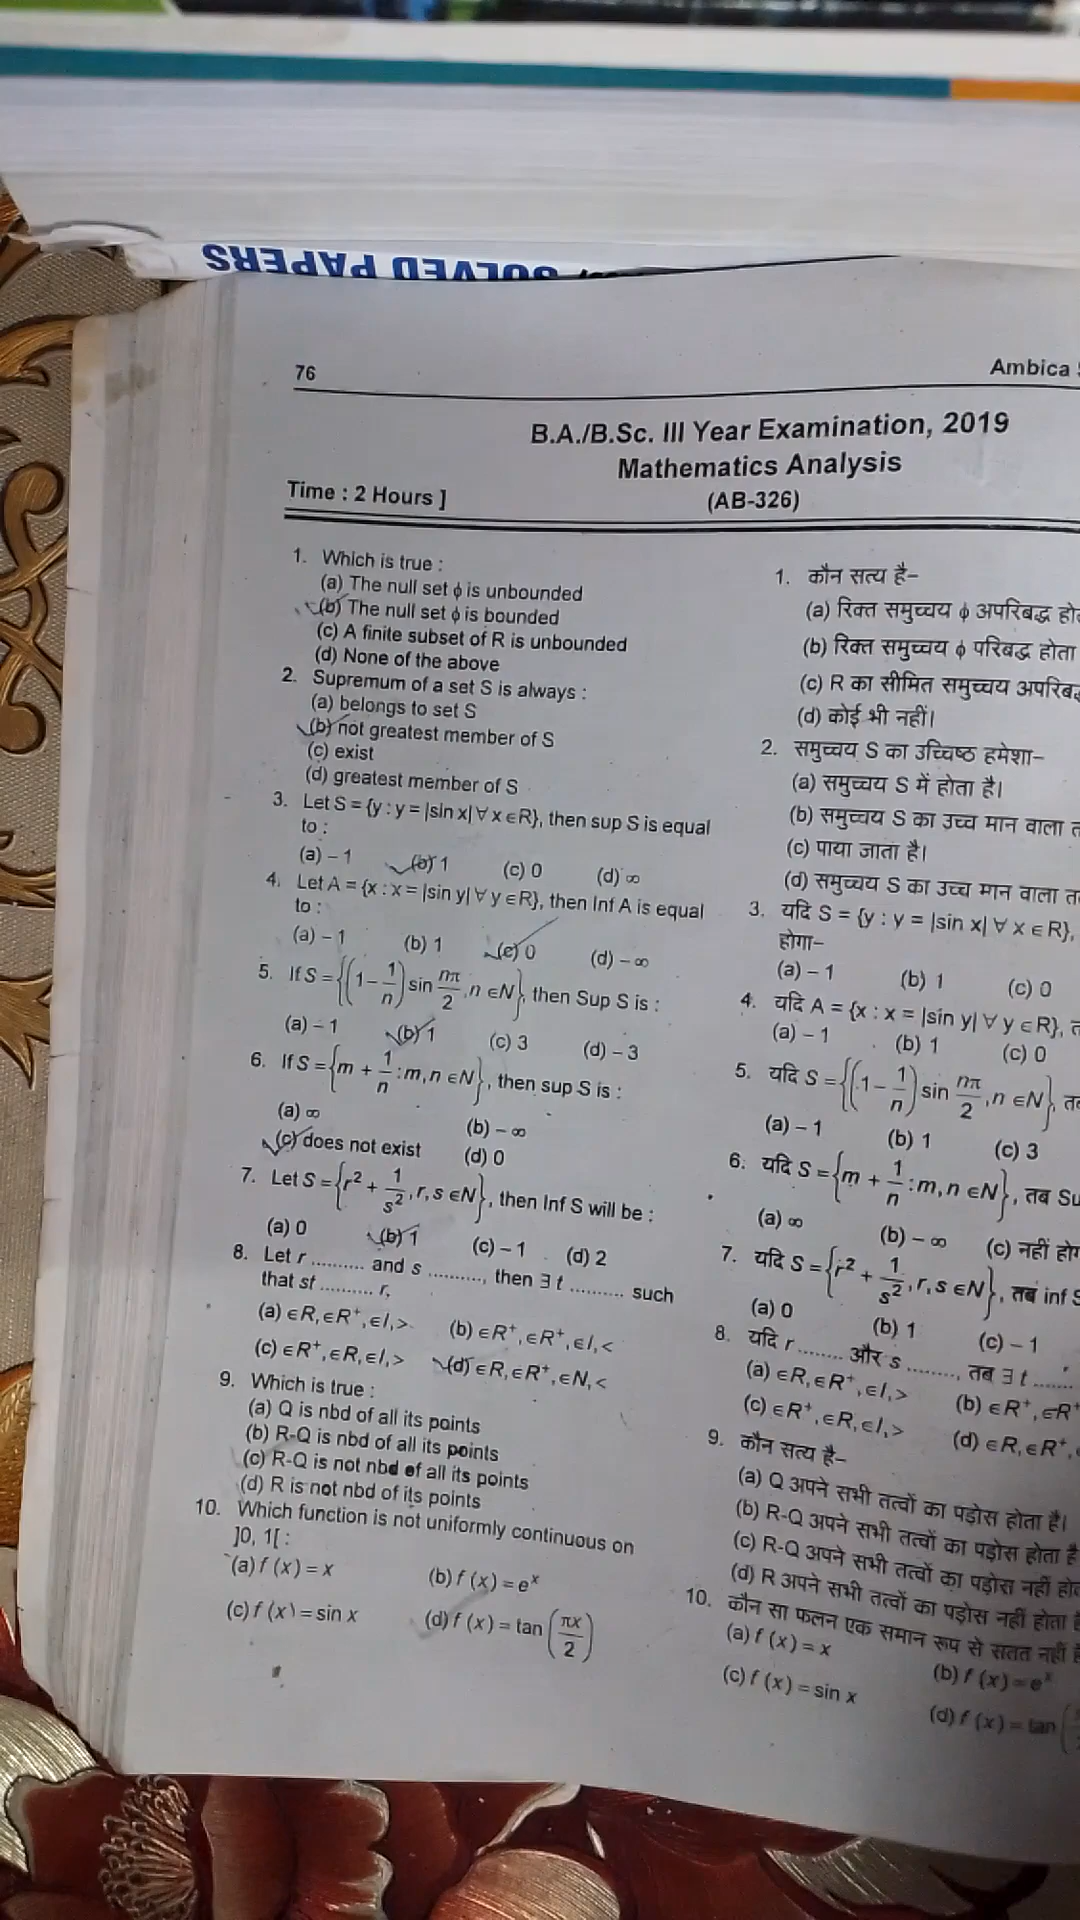 SOLVED PAPERS
76
Ambica
B.A./B.Sc. III Year Examination, 2019
Mathematics Analysis
(AB-326)
Time : 2 Hours ]
1. Which is true :
(a) The null set ϕ is unbounded
(b) The null set ϕ is bounded
(c) A finite subset of R is unbounded
(d) None of the above
2. Supremum of a set S is always :
(a) belongs to set S
(b) not greatest member of S
(c) exist
(d) greatest member of S
3. Let S = {y : y = |sin x| ∀ x ∈ R}, then sup S is equal
to :
(a) – 1 (b) 1 (c) 0 (d) ∞
4. Let A = {x : x = |sin y| ∀ y ∈ R}, then Inf A is equal
to :
(a) – 1 (b) 1 (c) 0 (d) – ∞
5. If S = {(1 – 1/n) sin nπ/2, n ∈ N}, then Sup S is :
(a) – 1 (b) 1 (c) 3 (d) – 3
6. If S = {m + 1/n : m, n ∈ N}, then sup S is :
(a) ∞ (b) – ∞
(c) does not exist (d) 0
7. Let S = {r² + 1/s², r, s ∈ N}, then Inf S will be :
(a) 0 (b) 1 (c) – 1 (d) 2
8. Let r .......... and s .........., then ∃ t .......... such
that st .......... r,
(a) ∈ R, ∈ R⁺, ∈ I, > (b) ∈ R⁺, ∈ R⁺, ∈ I, <
(c) ∈ R⁺, ∈ R, ∈ I, > (d) ∈ R, ∈ R⁺, ∈ N, <
9. Which is true :
(a) Q is nbd of all its points
(b) R-Q is nbd of all its points
(c) R-Q is not nbd of all its points
(d) R is not nbd of its points
10. Which function is not uniformly continuous on
]0, 1[ :
(a) f (x) = x (b) f (x) = eˣ
(c) f (x) = sin x (d) f (x) = tan (πx/2)
1. कौन सत्य है–
(a) रिक्त समुच्चय ϕ अपरिबद्ध
(b) रिक्त समुच्चय ϕ परिबद्ध होता
(c) R का सीमित समुच्चय
(d) कोई भी नहीं।
2. समुच्चय S का उच्चिष्ठ हमेशा–
(a) समुच्चय S में होता है।
(b) समुच्चय S का उच्च मान वाला
(c) पाया जाता है।
(d) समुच्चय S का उच्च मान वाला
3. यदि S = {y : y = |sin x| ∀ x ∈ R},
होगा–
(a) – 1 (b) 1 (c) 0
4. यदि A = {x : x = |sin y| ∀ y ∈ R},
(a) – 1 (b) 1 (c) 0
5. यदि S = {(1 – 1/n) sin nπ/2, n ∈ N},
(a) – 1 (b) 1 (c) 3
6. यदि S = {m + 1/n : m, n ∈ N}, तब
(a) ∞ (b) – ∞ (c) नहीं
7. यदि S = {r² + 1/s², r, s ∈ N}, तब inf
(a) 0 (b) 1 (c) – 1
8. यदि r ........ और s ........, तब ∃ t .......
(a) ∈ R, ∈ R⁺, ∈ I, > (b) ∈ R⁺, ∈ R⁺
(c) ∈ R⁺, ∈ R, ∈ I, > (d) ∈ R, ∈ R⁺,
9. कौन सत्य है–
(a) Q अपने सभी तत्वों का पड़ोस होता है।
(b) R-Q अपने सभी तत्वों का पड़ोस होता है
(c) R-Q अपने सभी तत्वों का पड़ोस नहीं
(d) R अपने सभी तत्वों का पड़ोस नहीं होता
10. कौन सा फलन एक समान रूप से सतत नहीं
(a) f (x) = x (b) f (x) = eˣ
(c) f (x) = sin x (d) f (x) = tan